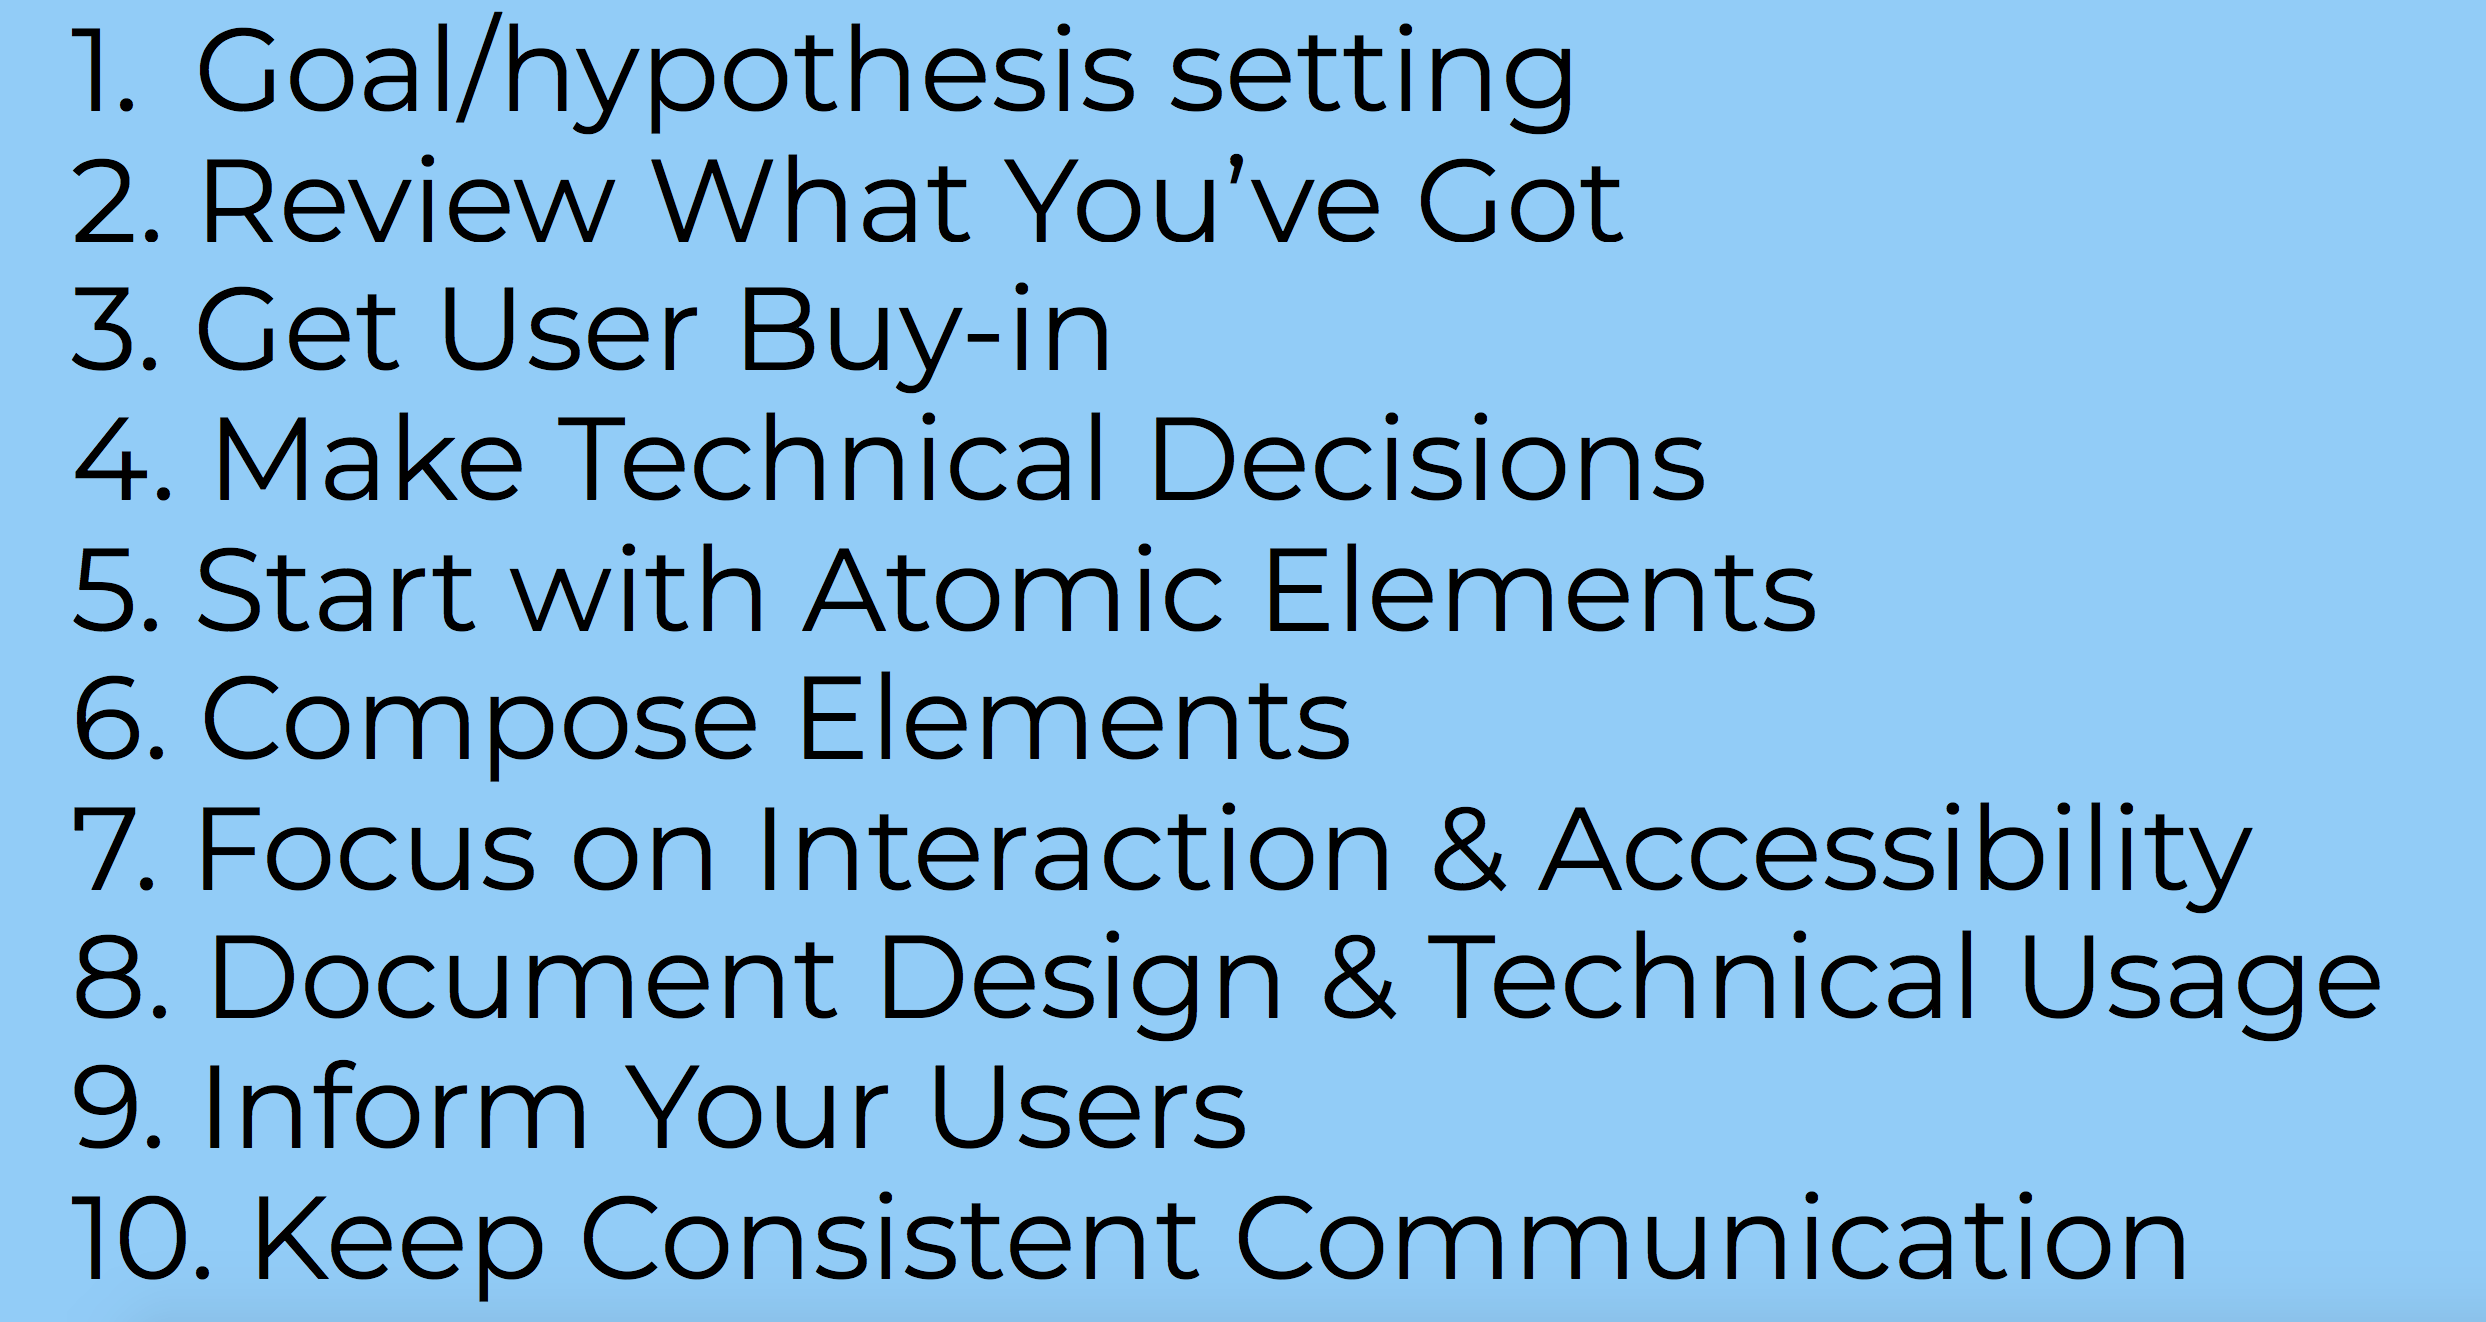 1. Goal/hypothesis setting
2. Review What You’ve Got
3. Get User Buy-in
4. Make Technical Decisions
5. Start with Atomic Elements
6. Compose Elements
7. Focus on Interaction & Accessibility
8. Document Design & Technical Usage
9. Inform Your Users
10. Keep Consistent Communication